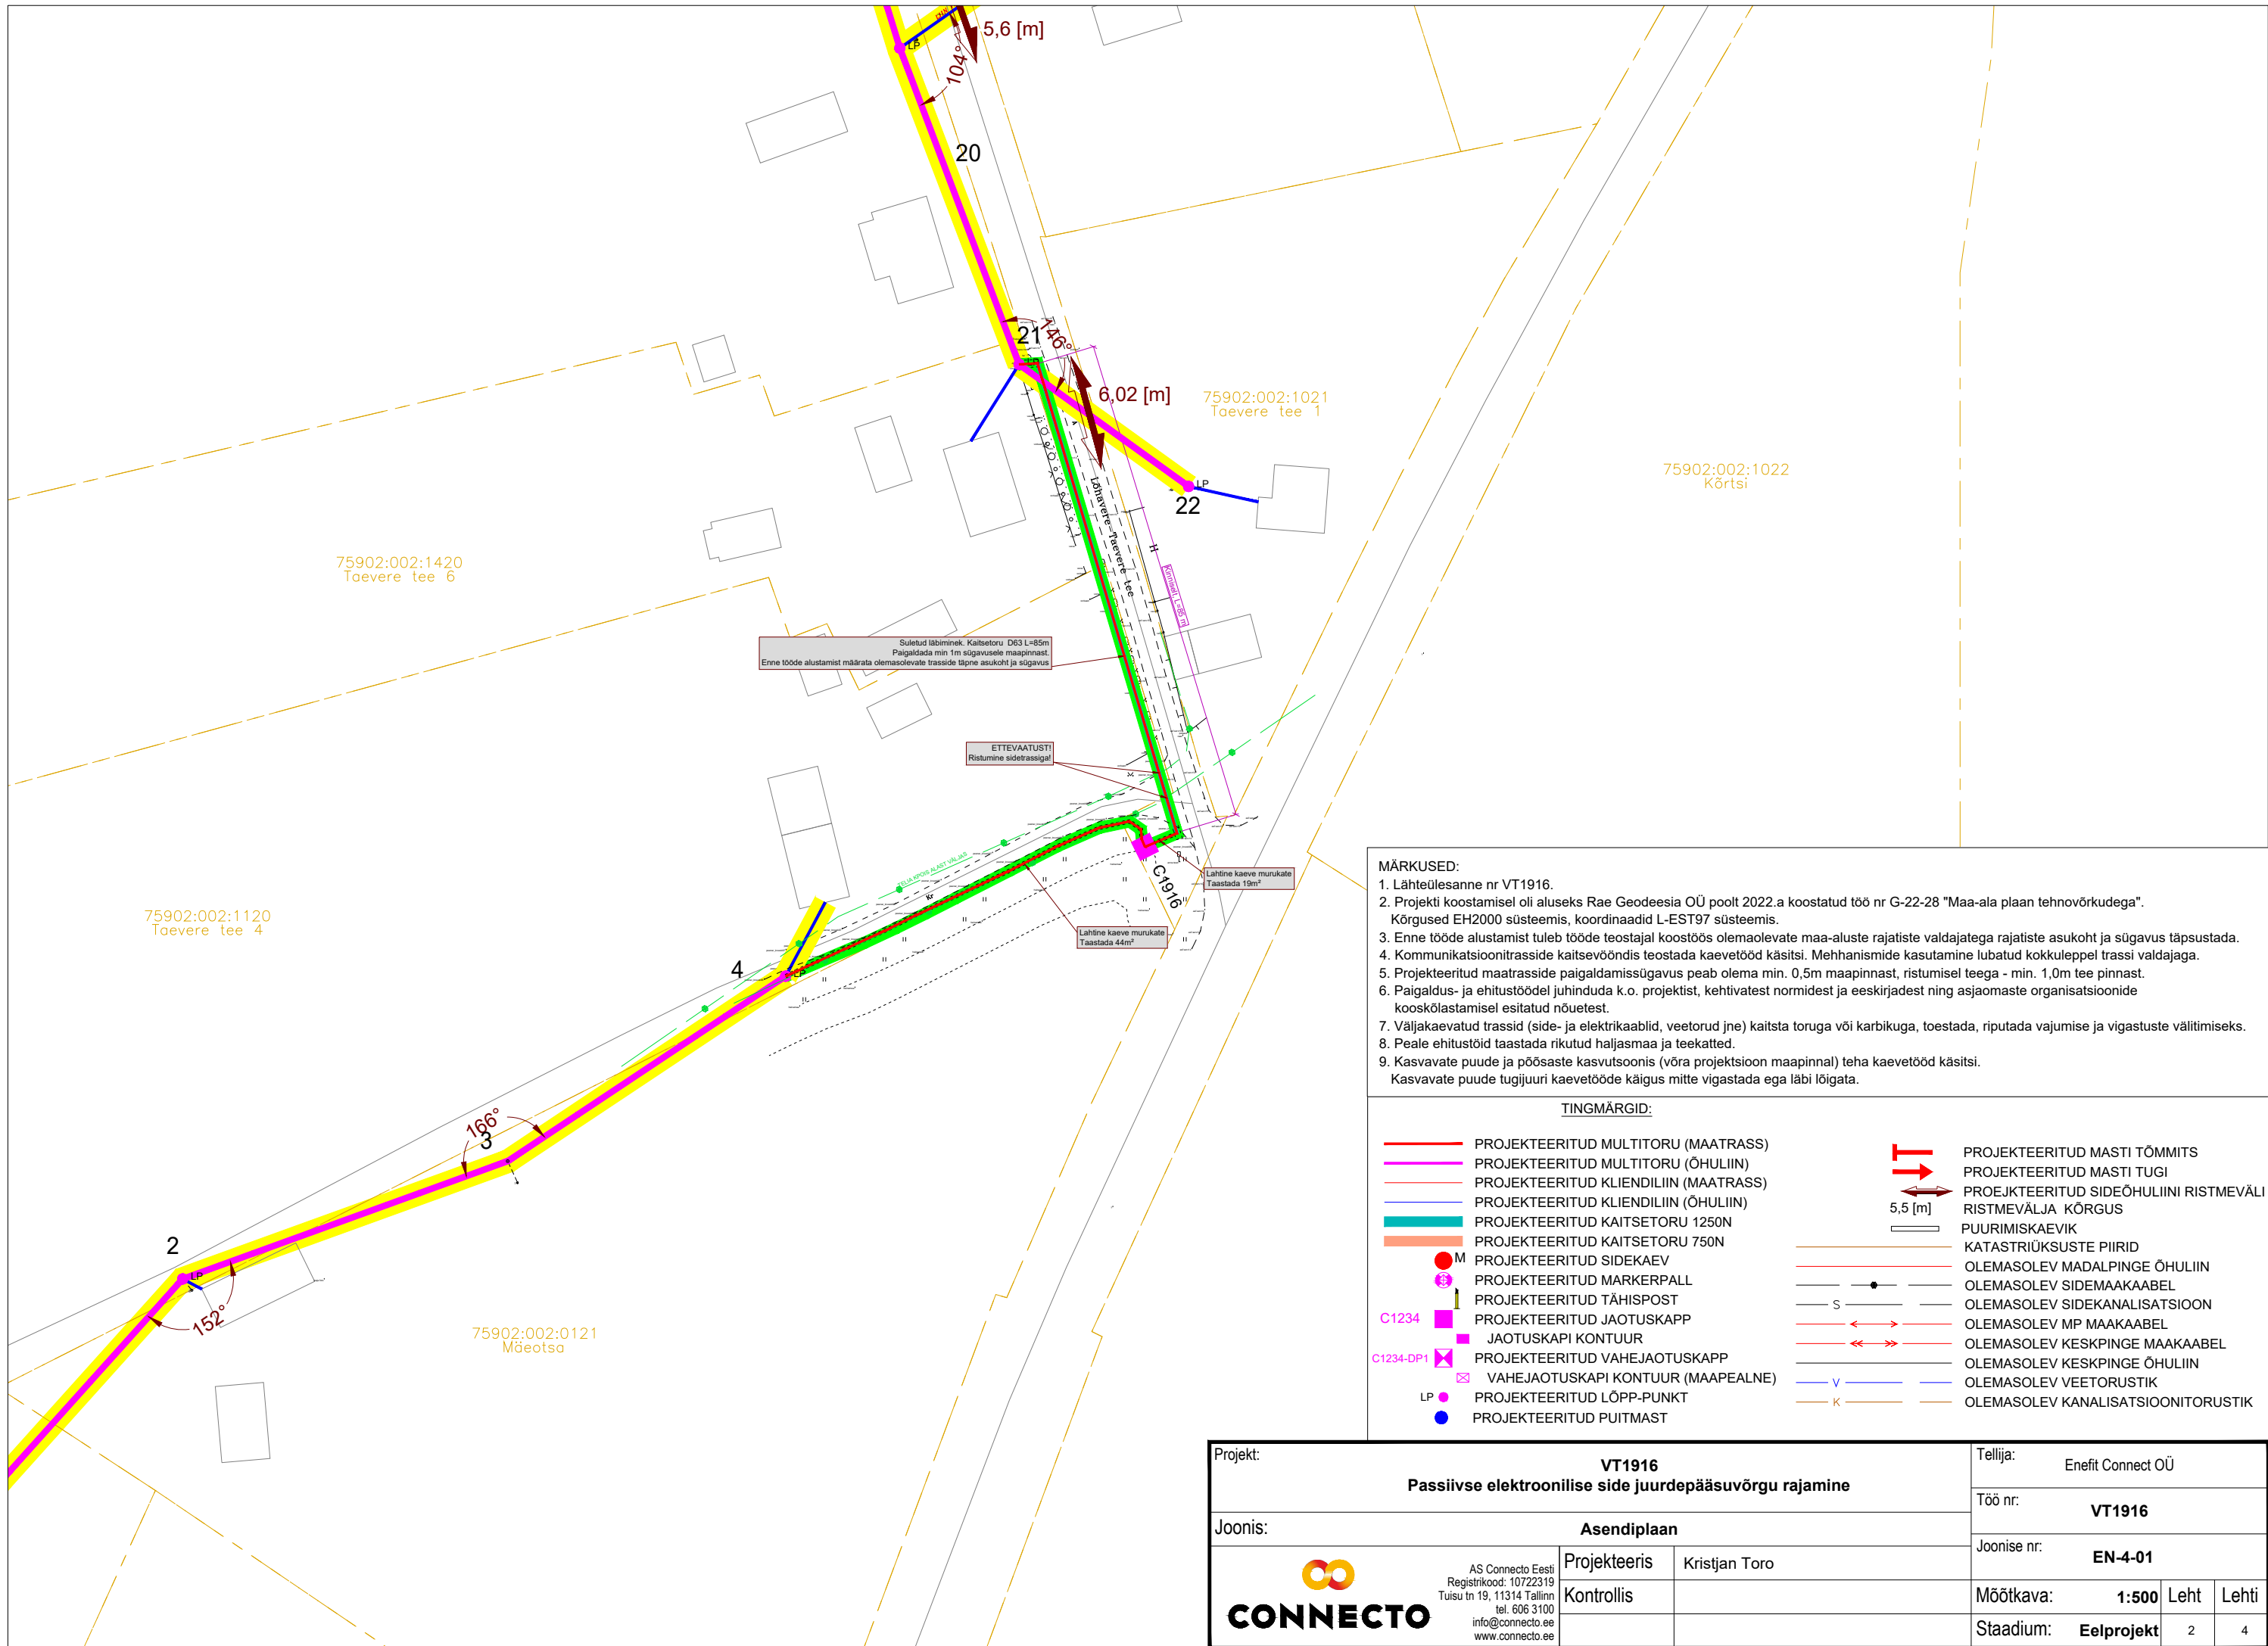 5,6 [m]
LP
104°
20
21
146°
LP
6,02 [m]
75902:002:1021
Taevere tee 1
LP
22
75902:002:1022
Kõrtsi
Lõhavere-Taevere tee
H
Kinniselt, L=85 m
75902:002:1420
Taevere tee 6
Suletud läbiminek. Kaitsetoru D63 L=85m
Paigaldada min 1m sügavusele maapinnast.
Enne tööde alustamist määrata olemasolevate trasside täpne asukoht ja sügavus
ETTEVAATUST!
Ristumine sidetrassiga!
C1916
Lahtine kaeve murukate
Taastada 19m²
Lahtine kaeve murukate
Taastada 44m²
75902:002:1120
Taevere tee 4
4
LP
166°
3
2
LP
152°
75902:002:0121
Mäeotsa
MÄRKUSED:
1. Lähteülesanne nr VT1916.
2. Projekti koostamisel oli aluseks Rae Geodeesia OÜ poolt 2022.a koostatud töö nr G-22-28 "Maa-ala plaan tehnovõrkudega".
Kõrgused EH2000 süsteemis, koordinaadid L-EST97 süsteemis.
3. Enne tööde alustamist tuleb tööde teostajal koostöös olemaolevate maa-aluste rajatiste valdajatega rajatiste asukoht ja sügavus täpsustada.
4. Kommunikatsioonitrasside kaitsevööndis teostada kaevetööd käsitsi. Mehhanismide kasutamine lubatud kokkuleppel trassi valdajaga.
5. Projekteeritud maatrasside paigaldamissügavus peab olema min. 0,5m maapinnast, ristumisel teega - min. 1,0m tee pinnast.
6. Paigaldus- ja ehitustöödel juhinduda k.o. projektist, kehtivatest normidest ja eeskirjadest ning asjaomaste organisatsioonide
kooskõlastamisel esitatud nõuetest.
7. Väljakaevatud trassid (side- ja elektrikaablid, veetorud jne) kaitsta toruga või karbikuga, toestada, riputada vajumise ja vigastuste välitimiseks.
8. Peale ehitustöid taastada rikutud haljasmaa ja teekatted.
9. Kasvavate puude ja põõsaste kasvutsoonis (võra projektsioon maapinnal) teha kaevetööd käsitsi.
Kasvavate puude tugijuuri kaevetööde käigus mitte vigastada ega läbi lõigata.
TINGMÄRGID:
PROJEKTEERITUD MULTITORU (MAATRASS)
PROJEKTEERITUD MULTITORU (ÕHULIIN)
PROJEKTEERITUD KLIENDILIIN (MAATRASS)
PROJEKTEERITUD KLIENDILIIN (ÕHULIIN)
PROJEKTEERITUD KAITSETORU 1250N
PROJEKTEERITUD KAITSETORU 750N
M PROJEKTEERITUD SIDEKAEV
PROJEKTEERITUD MARKERPALL
PROJEKTEERITUD TÄHISPOST
C1234 PROJEKTEERITUD JAOTUSKAPP
JAOTUSKAPI KONTUUR
C1234-DP1 PROJEKTEERITUD VAHEJAOTUSKAPP
VAHEJAOTUSKAPI KONTUUR (MAAPEALNE)
LP PROJEKTEERITUD LÕPP-PUNKT
PROJEKTEERITUD PUITMAST
PROJEKTEERITUD MASTI TÕMMITS
PROJEKTEERITUD MASTI TUGI
PROEJKTEERITUD SIDEÕHULIINI RISTMEVÄLI
5,5 [m] RISTMEVÄLJA KÕRGUS
PUURIMISKAEVIK
KATASTRIÜKSUSTE PIIRID
OLEMASOLEV MADALPINGE ÕHULIIN
OLEMASOLEV SIDEMAAKAABEL
S OLEMASOLEV SIDEKANALISATSIOON
OLEMASOLEV MP MAAKAABEL
OLEMASOLEV KESKPINGE MAAKAABEL
OLEMASOLEV KESKPINGE ÕHULIIN
V OLEMASOLEV VEETORUSTIK
K OLEMASOLEV KANALISATSIOONITORUSTIK
Projekt:
VT1916
Passiivse elektroonilise side juurdepääsuvõrgu rajamine
Tellija:
Enefit Connect OÜ
Töö nr:
VT1916
Joonis:
Asendiplaan
Joonise nr:
EN-4-01
CONNECTO
AS Connecto Eesti
Registrikood: 10722319
Tuisu tn 19, 11314 Tallinn
tel. 606 3100
info@connecto.ee
www.connecto.ee
Projekteeris Kristjan Toro
Kontrollis
Mõõtkava: 1:500 Leht Lehti
Staadium: Eelprojekt 2 4